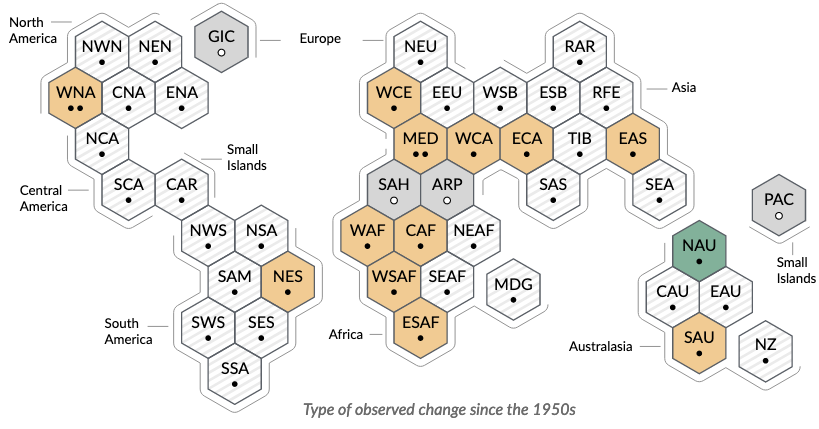 North
America
NWN
NEN
GIC
WNA
CNA
ENA
NCA
Small
Islands
SCA
CAR
Central
America
NWS
NSA
SAM
NES
South
America
SWS
SES
SSA
Europe
NEU
RAR
WCE
EEU
WSB
ESB
RFE
Asia
MED
WCA
ECA
TIB
EAS
SAH
ARP
SAS
SEA
WAF
CAF
NEAF
WSAF
SEAF
MDG
Africa
ESAF
PAC
Small
Islands
NAU
CAU
EAU
Australasia
SAU
NZ
Type of observed change since the 1950s